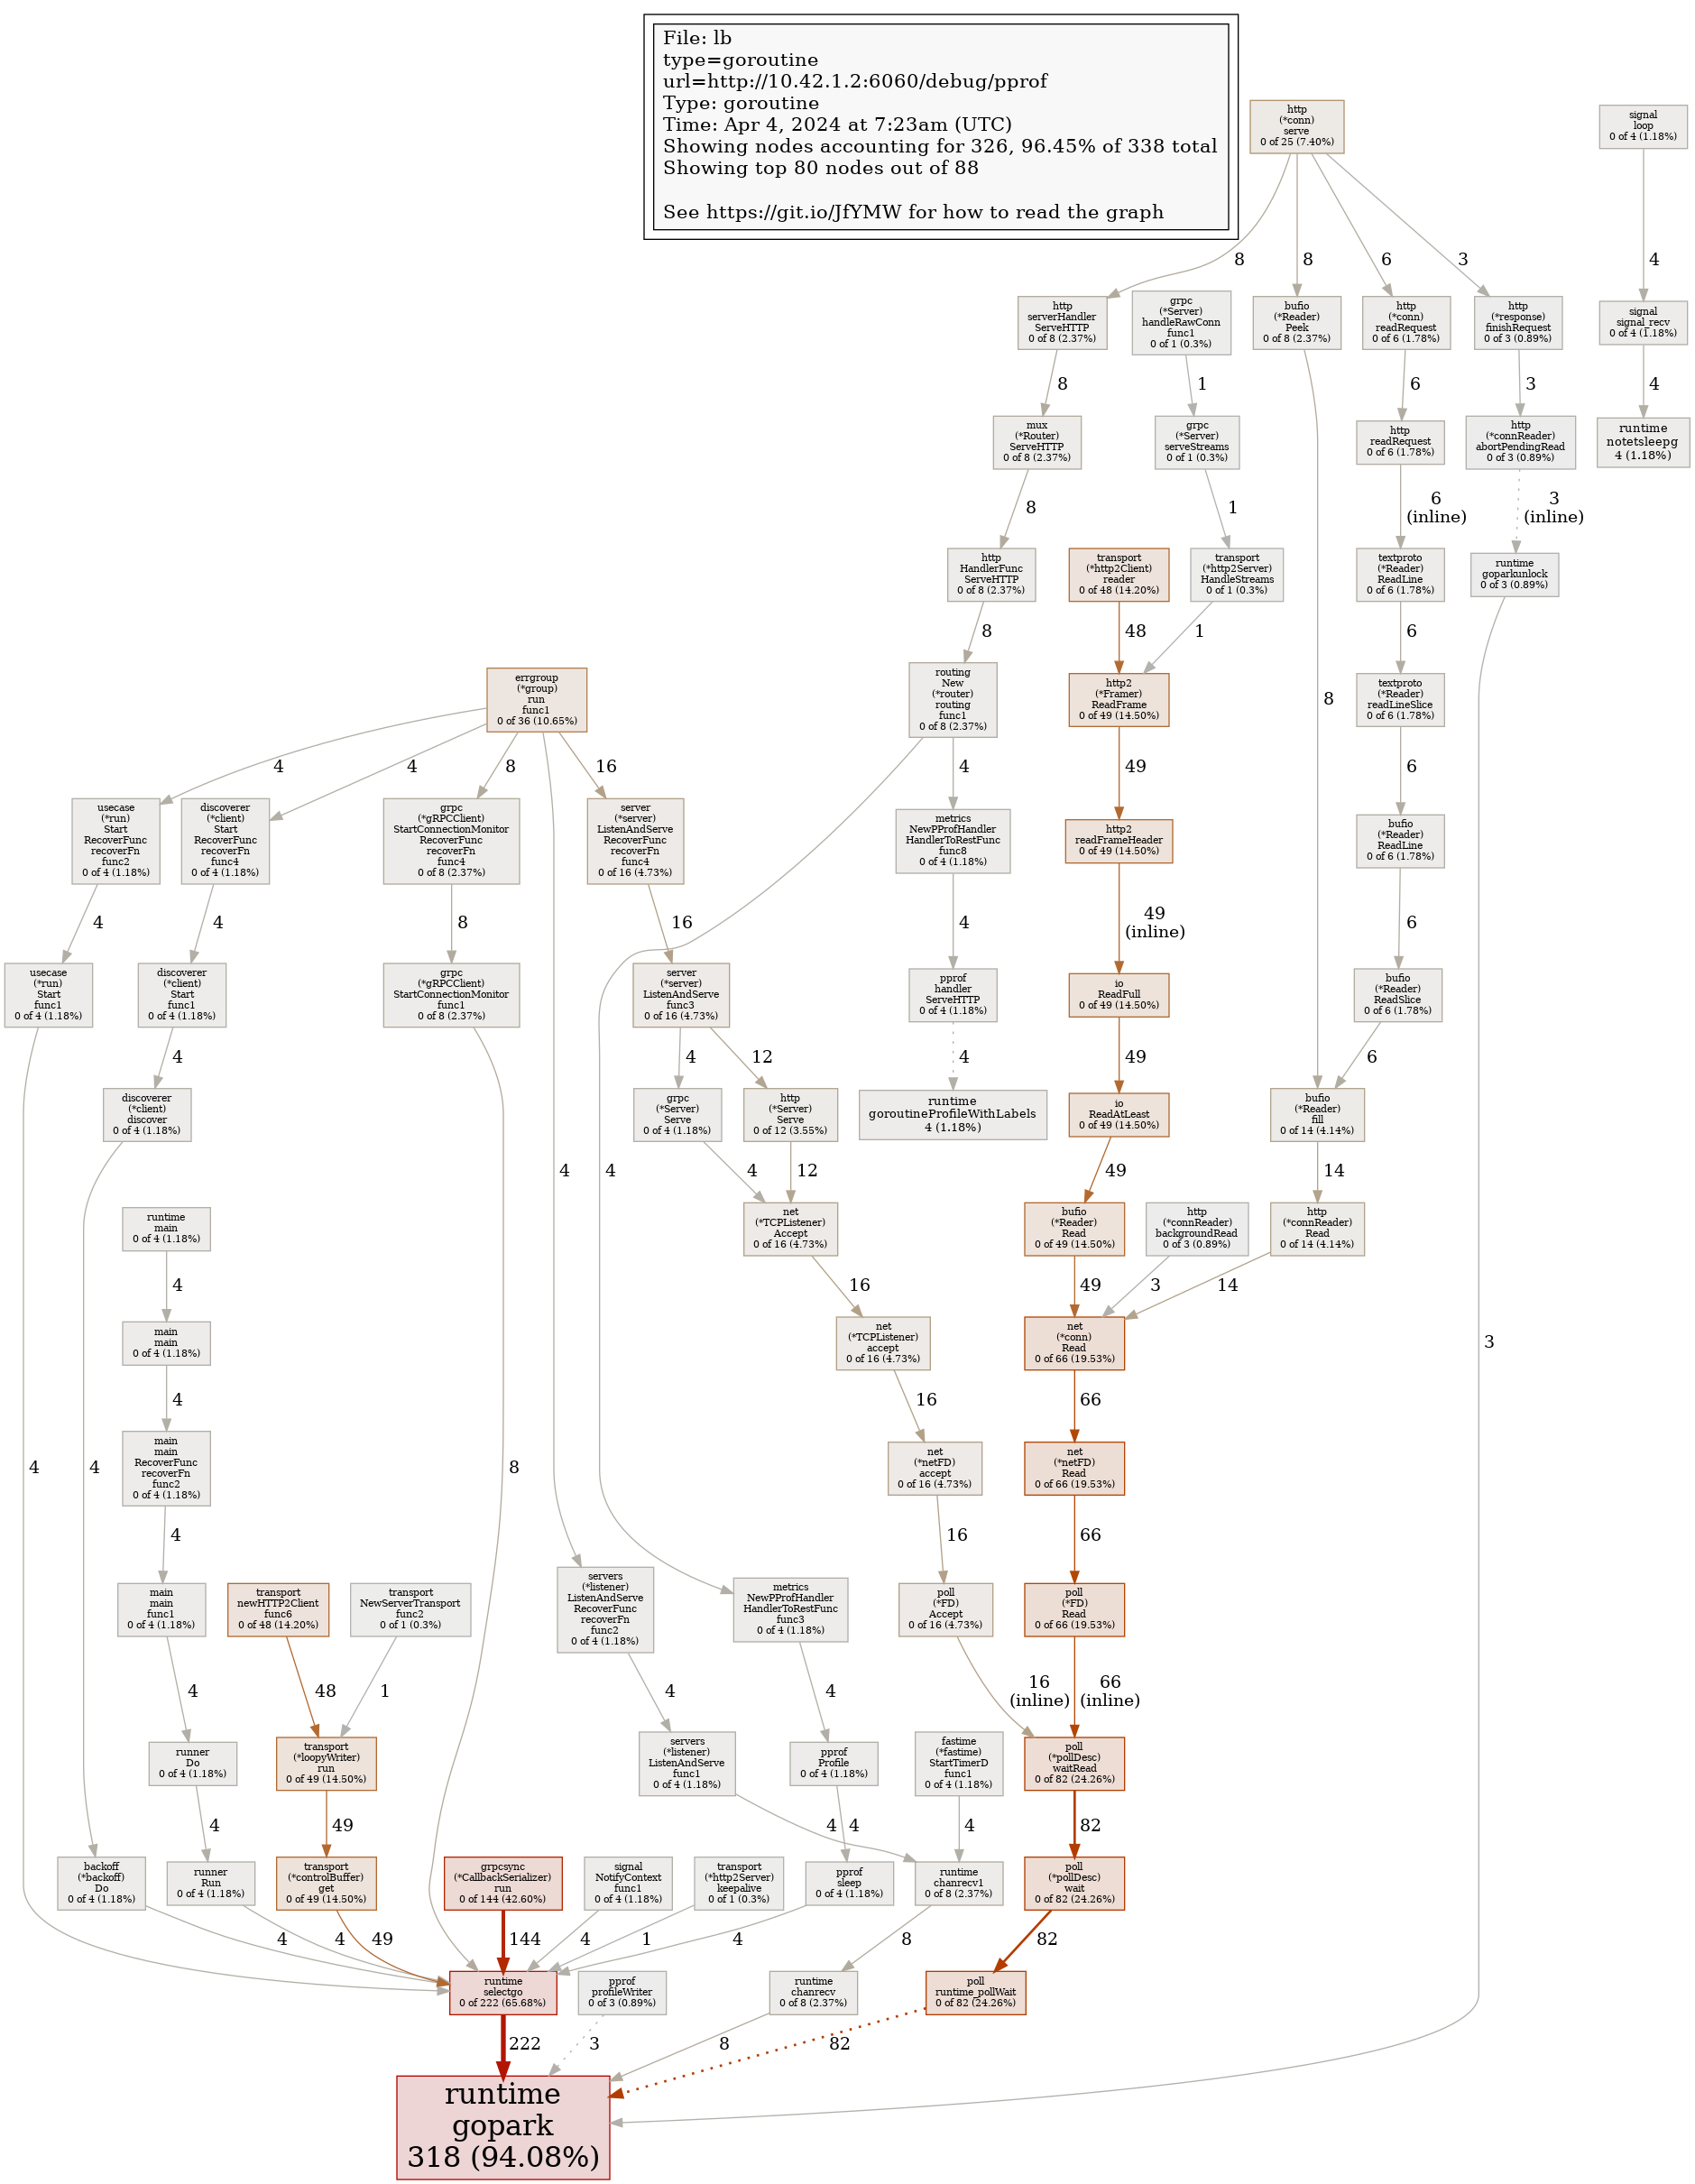 File: lb
type=goroutine
url=http://10.42.1.2:6060/debug/pprof
Type: goroutine
Time: Apr 4, 2024 at 7:23am (UTC)
Showing nodes accounting for 326, 96.45% of 338 total
Showing top 80 nodes out of 88
See https://git.io/JfYMW for how to read the graph
http
(*conn)
serve
0 of 25 (7.40%)
signal
loop
0 of 4 (1.18%)
8
8
6
3
4
http
serverHandler
ServeHTTP
0 of 8 (2.37%)
grpc
(*Server)
handleRawConn
func1
0 of 1 (0.3%)
bufio
(*Reader)
Peek
0 of 8 (2.37%)
http
(*conn)
readRequest
0 of 6 (1.78%)
http
(*response)
finishRequest
0 of 3 (0.89%)
signal
signal_recv
0 of 4 (1.18%)
8
1
6
3
4
mux
(*Router)
ServeHTTP
0 of 8 (2.37%)
grpc
(*Server)
serveStreams
0 of 1 (0.3%)
http
readRequest
0 of 6 (1.78%)
http
(*connReader)
abortPendingRead
0 of 3 (0.89%)
runtime
notetsleepg
4 (1.18%)
8
1
6
(inline)
3
(inline)
http
HandlerFunc
ServeHTTP
0 of 8 (2.37%)
transport
(*http2Client)
reader
0 of 48 (14.20%)
transport
(*http2Server)
HandleStreams
0 of 1 (0.3%)
textproto
(*Reader)
ReadLine
0 of 6 (1.78%)
runtime
goparkunlock
0 of 3 (0.89%)
8
48
1
6
errgroup
(*group)
run
func1
0 of 36 (10.65%)
routing
New
(*router)
routing
func1
0 of 8 (2.37%)
http2
(*Framer)
ReadFrame
0 of 49 (14.50%)
8
textproto
(*Reader)
readLineSlice
0 of 6 (1.78%)
4
4
8
16
4
49
6
usecase
(*run)
Start
RecoverFunc
recoverFn
func2
0 of 4 (1.18%)
discoverer
(*client)
Start
RecoverFunc
recoverFn
func4
0 of 4 (1.18%)
grpc
(*gRPCClient)
StartConnectionMonitor
RecoverFunc
recoverFn
func4
0 of 8 (2.37%)
server
(*server)
ListenAndServe
RecoverFunc
recoverFn
func4
0 of 16 (4.73%)
metrics
NewPProfHandler
HandlerToRestFunc
func8
0 of 4 (1.18%)
http2
readFrameHeader
0 of 49 (14.50%)
bufio
(*Reader)
ReadLine
0 of 6 (1.78%)
4
4
8
16
4
49
(inline)
6
usecase
(*run)
Start
func1
0 of 4 (1.18%)
discoverer
(*client)
Start
func1
0 of 4 (1.18%)
grpc
(*gRPCClient)
StartConnectionMonitor
func1
0 of 8 (2.37%)
server
(*server)
ListenAndServe
func3
0 of 16 (4.73%)
pprof
handler
ServeHTTP
0 of 4 (1.18%)
io
ReadFull
0 of 49 (14.50%)
bufio
(*Reader)
ReadSlice
0 of 6 (1.78%)
4
4
12
4
49
6
discoverer
(*client)
discover
0 of 4 (1.18%)
grpc
(*Server)
Serve
0 of 4 (1.18%)
http
(*Server)
Serve
0 of 12 (3.55%)
runtime
goroutineProfileWithLabels
4 (1.18%)
io
ReadAtLeast
0 of 49 (14.50%)
bufio
(*Reader)
fill
0 of 14 (4.14%)
4
4
12
49
14
runtime
main
0 of 4 (1.18%)
net
(*TCPListener)
Accept
0 of 16 (4.73%)
bufio
(*Reader)
Read
0 of 49 (14.50%)
http
(*connReader)
backgroundRead
0 of 3 (0.89%)
http
(*connReader)
Read
0 of 14 (4.14%)
4
16
49
3
14
main
main
0 of 4 (1.18%)
net
(*TCPListener)
accept
0 of 16 (4.73%)
net
(*conn)
Read
0 of 66 (19.53%)
3
4
16
66
main
main
RecoverFunc
recoverFn
func2
0 of 4 (1.18%)
net
(*netFD)
accept
0 of 16 (4.73%)
net
(*netFD)
Read
0 of 66 (19.53%)
4
4
8
4
16
66
main
main
func1
0 of 4 (1.18%)
transport
newHTTP2Client
func6
0 of 48 (14.20%)
transport
NewServerTransport
func2
0 of 1 (0.3%)
servers
(*listener)
ListenAndServe
RecoverFunc
recoverFn
func2
0 of 4 (1.18%)
metrics
NewPProfHandler
HandlerToRestFunc
func3
0 of 4 (1.18%)
poll
(*FD)
Accept
0 of 16 (4.73%)
poll
(*FD)
Read
0 of 66 (19.53%)
4
48
1
4
4
16
(inline)
66
(inline)
runner
Do
0 of 4 (1.18%)
transport
(*loopyWriter)
run
0 of 49 (14.50%)
servers
(*listener)
ListenAndServe
func1
0 of 4 (1.18%)
pprof
Profile
0 of 4 (1.18%)
fastime
(*fastime)
StartTimerD
func1
0 of 4 (1.18%)
poll
(*pollDesc)
waitRead
0 of 82 (24.26%)
4
49
4
4
4
82
backoff
(*backoff)
Do
0 of 4 (1.18%)
runner
Run
0 of 4 (1.18%)
transport
(*controlBuffer)
get
0 of 49 (14.50%)
grpcsync
(*CallbackSerializer)
run
0 of 144 (42.60%)
signal
NotifyContext
func1
0 of 4 (1.18%)
transport
(*http2Server)
keepalive
0 of 1 (0.3%)
pprof
sleep
0 of 4 (1.18%)
runtime
chanrecv1
0 of 8 (2.37%)
poll
(*pollDesc)
wait
0 of 82 (24.26%)
4
4
49
144
4
1
4
8
82
runtime
selectgo
0 of 222 (65.68%)
pprof
profileWriter
0 of 3 (0.89%)
runtime
chanrecv
0 of 8 (2.37%)
poll
runtime_pollWait
0 of 82 (24.26%)
222
3
8
82
runtime
gopark
318 (94.08%)